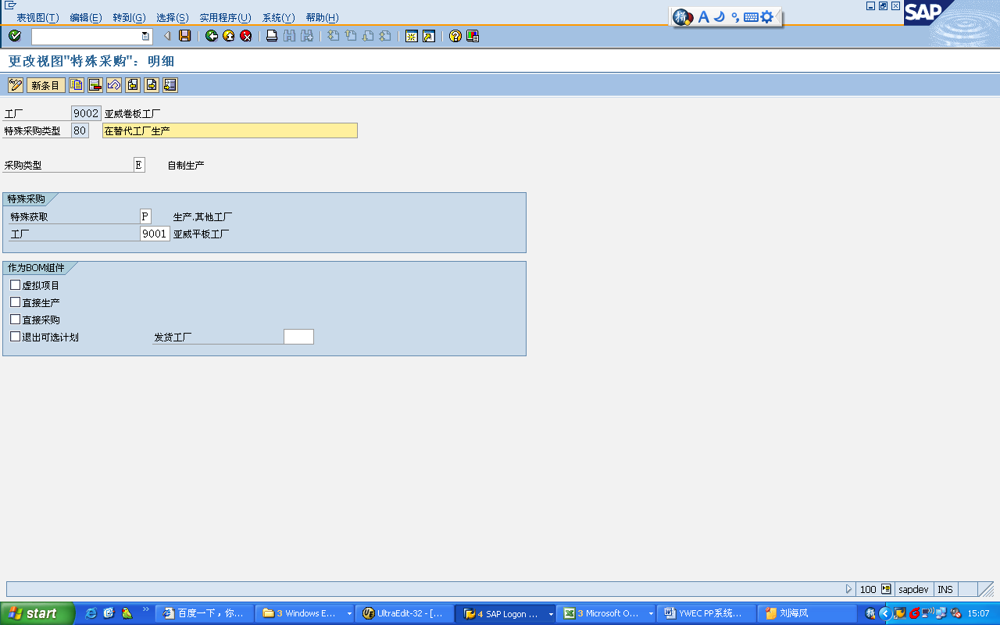 表视图(T) 编辑(E) 转到(G) 选择(S) 实用程序(U) 系统(Y) 帮助(H)
SAP
更改视图"特殊采购"：明细
新条目
工厂 9002 亚威卷板工厂
特殊采购类型 80 在替代工厂生产
采购类型 E 自制生产
特殊采购
特殊获取 P 生产.其他工厂
工厂 9001 亚威平板工厂
作为BOM组件
虚拟项目
直接生产
直接采购
退出可选计划 发货工厂
100 sapdev INS
start 百度一下，你... 3 Windows E... UltraEdit-32 - [... 4 SAP Logon ... 3 Microsoft O... YWEC PP系统... 刘海风 15:07